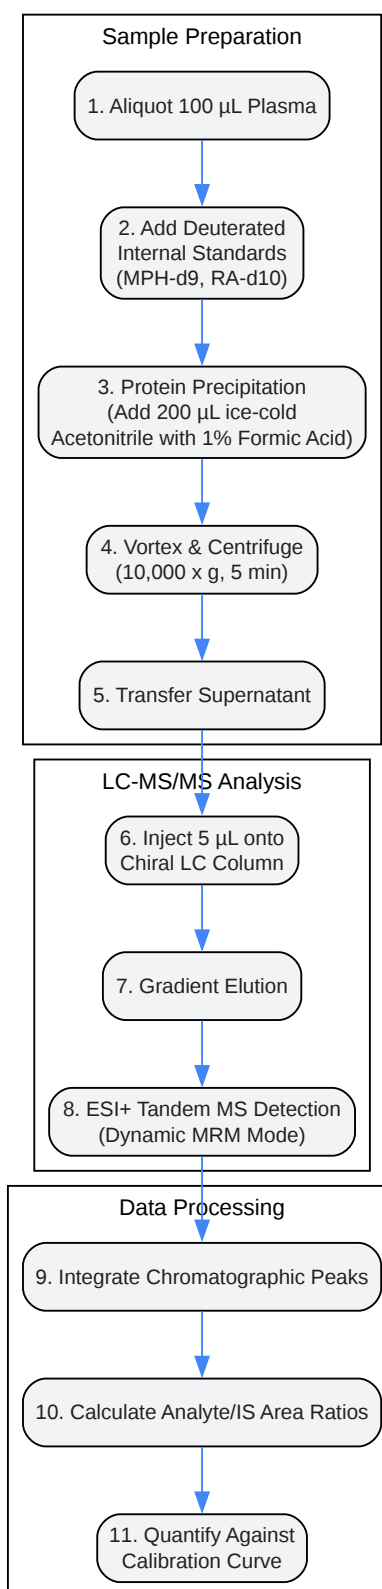 Sample Preparation
1. Aliquot 100 µL Plasma
2. Add Deuterated
Internal Standards
(MPH-d9, RA-d10)
3. Protein Precipitation
(Add 200 µL ice-cold
Acetonitrile with 1% Formic Acid)
4. Vortex & Centrifuge
(10,000 x g, 5 min)
5. Transfer Supernatant
LC-MS/MS Analysis
6. Inject 5 µL onto
Chiral LC Column
7. Gradient Elution
8. ESI+ Tandem MS Detection
(Dynamic MRM Mode)
Data Processing
9. Integrate Chromatographic Peaks
10. Calculate Analyte/IS Area Ratios
11. Quantify Against
Calibration Curve